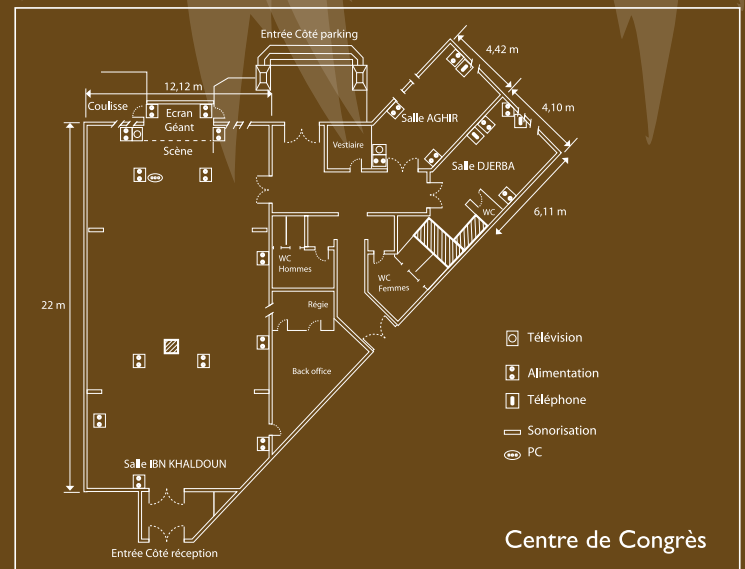 Entrée Côté parking
4,42 m
12,12 m
Coulisse
Ecran
Géant
4,10 m
Salle AGHIR
Scène
Vestiaire
Salle DJERBA
WC
6,11 m
WC
Hommes
WC
Femmes
22 m
Régie
Back office
Télévision
Alimentation
Téléphone
Sonorisation
PC
Salle IBN KHALDOUN
Entrée Côté réception
Centre de Congrès